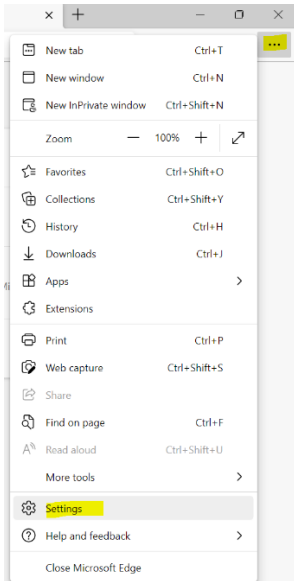 New tab Ctrl+T
New window Ctrl+N
New InPrivate window Ctrl+Shift+N
Zoom 100%
Favorites Ctrl+Shift+O
Collections Ctrl+Shift+Y
History Ctrl+H
Downloads Ctrl+J
Apps
Extensions
Print Ctrl+P
Web capture Ctrl+Shift+S
Share
Find on page Ctrl+F
Read aloud Ctrl+Shift+U
More tools
Settings
Help and feedback
Close Microsoft Edge